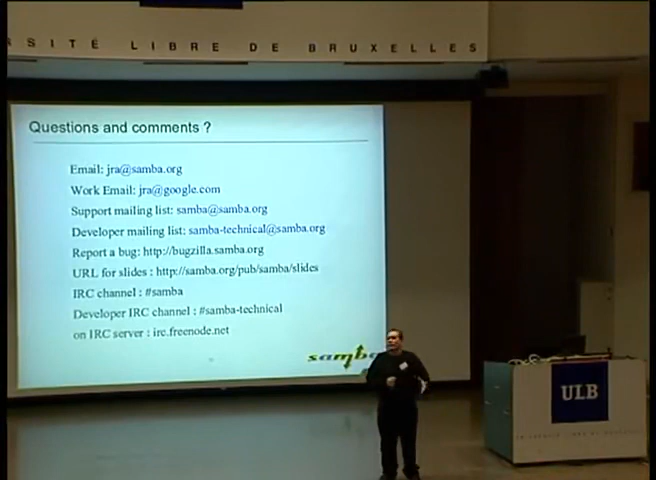 SITÉ LIBRE DE BRUXELLES
Questions and comments ?
Email: jra@samba.org
Work Email: jra@google.com
Support mailing list: samba@samba.org
Developer mailing list: samba-technical@samba.org
Report a bug: http://bugzilla.samba.org
URL for slides : http://samba.org/pub/samba/slides
IRC channel : #samba
Developer IRC channel : #samba-technical
on IRC server : irc.freenode.net
samba
ULB